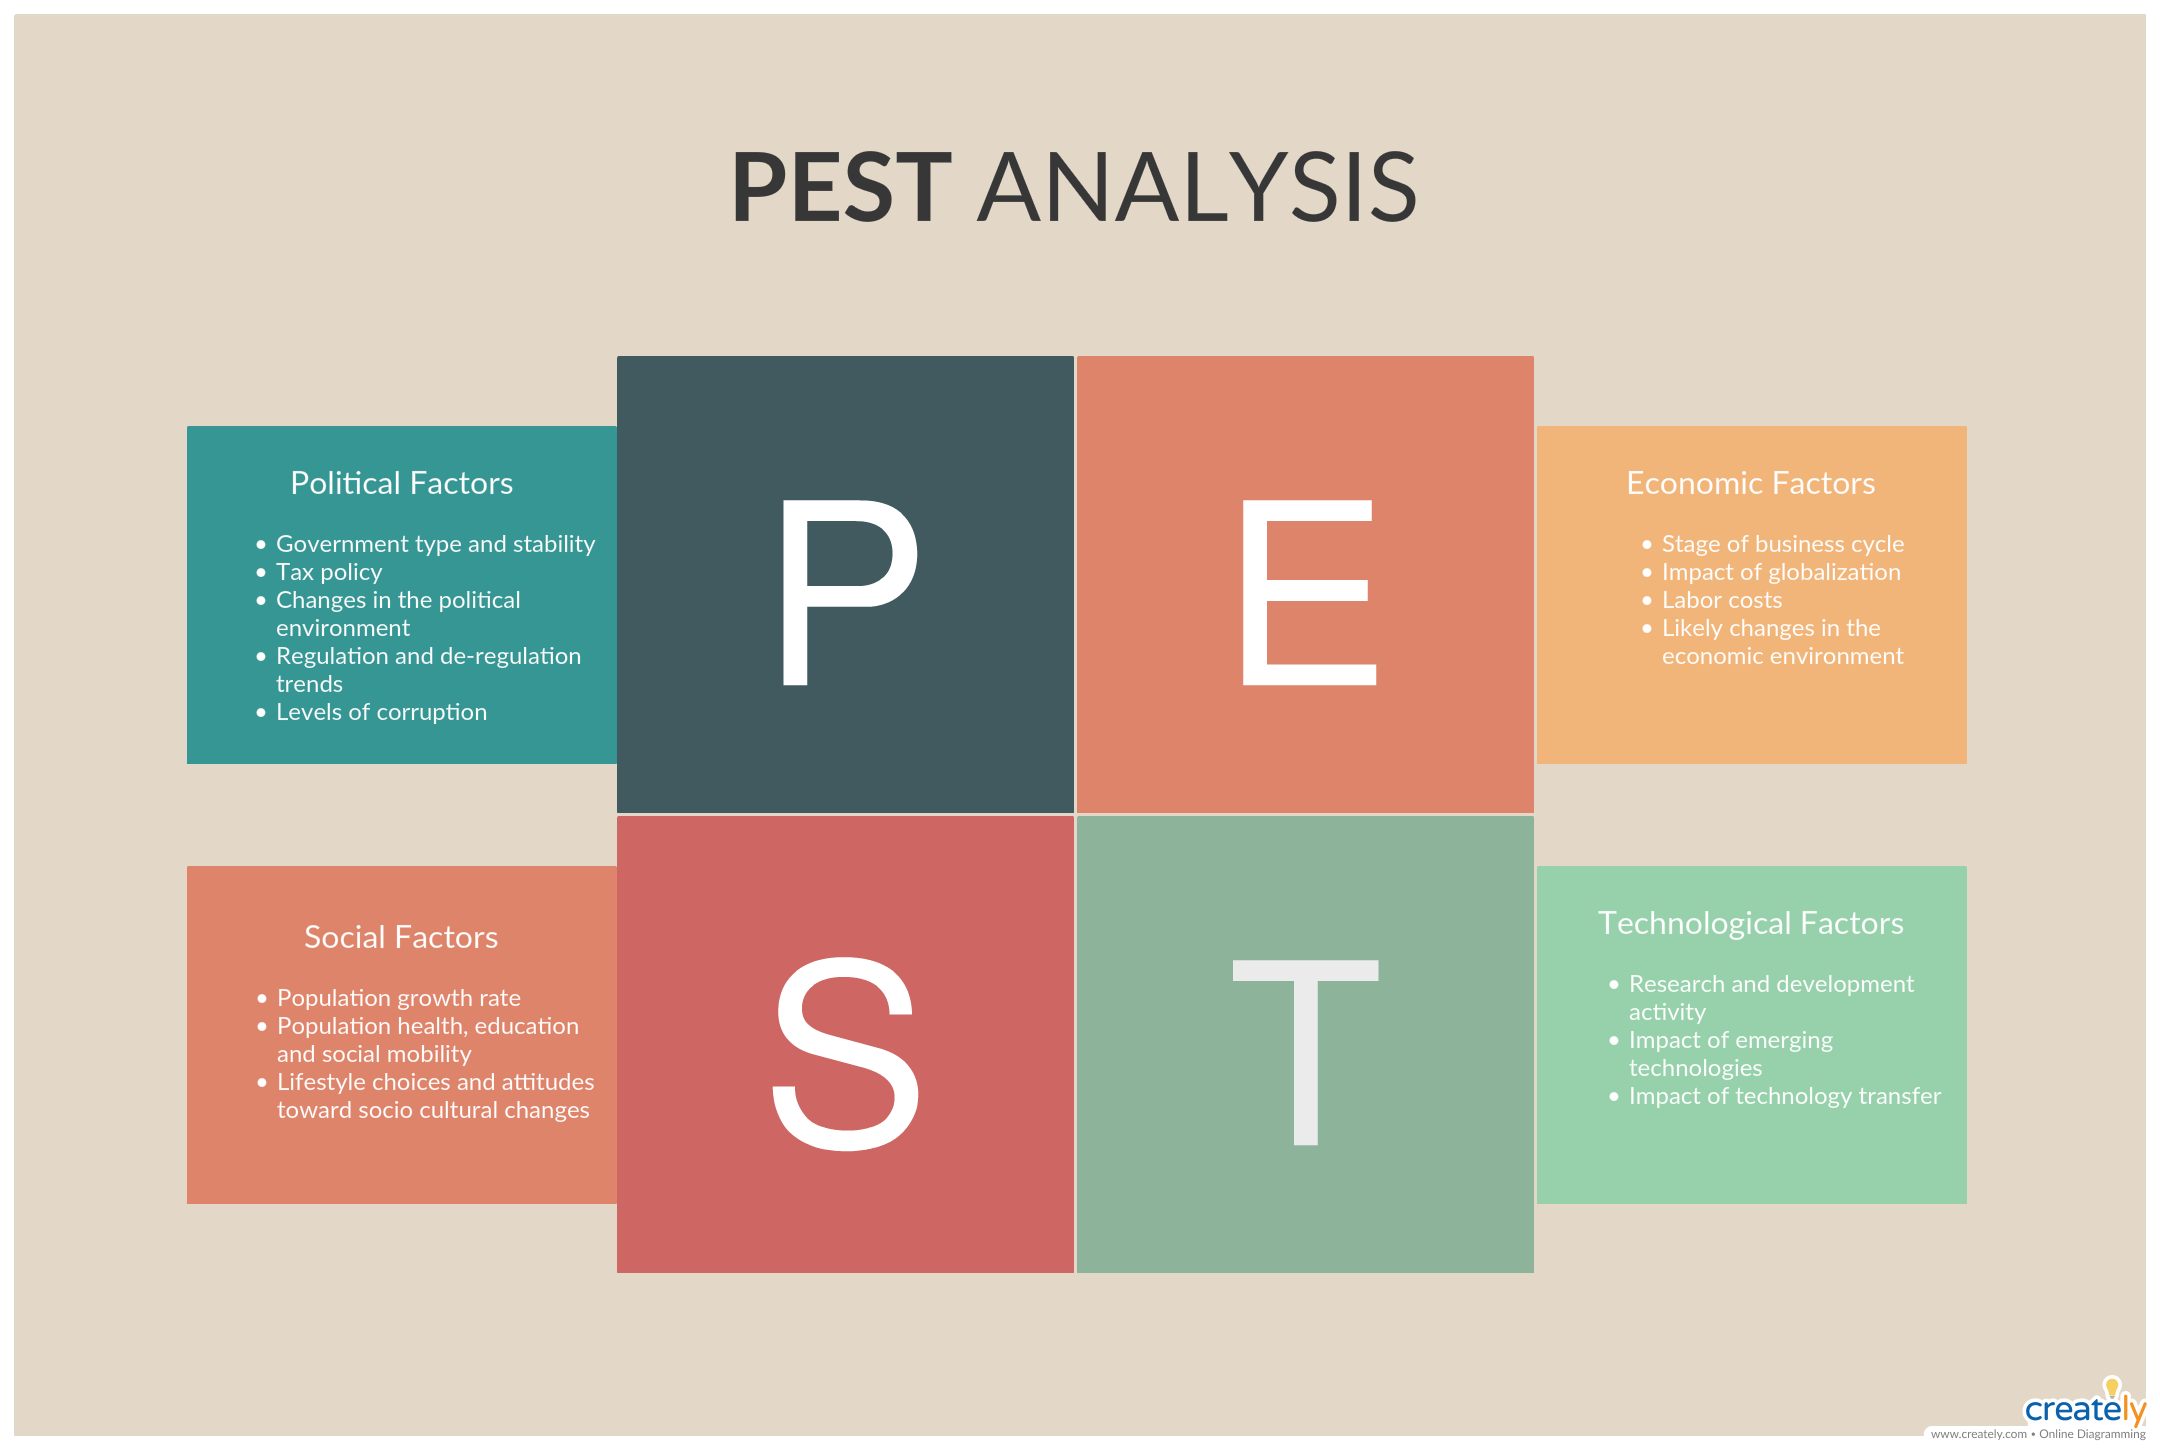 PEST ANALYSIS
P
E
Political Factors
• Government type and stability
• Tax policy
• Changes in the political
environment
• Regulation and de-regulation
trends
• Levels of corruption
Economic Factors
• Stage of business cycle
• Impact of globalization
• Labor costs
• Likely changes in the
economic environment
S
T
Social Factors
• Population growth rate
• Population health, education
and social mobility
• Lifestyle choices and attitudes
toward socio cultural changes
Technological Factors
• Research and development
activity
• Impact of emerging
technologies
• Impact of technology transfer
creately
www.creately.com • Online Diagramming